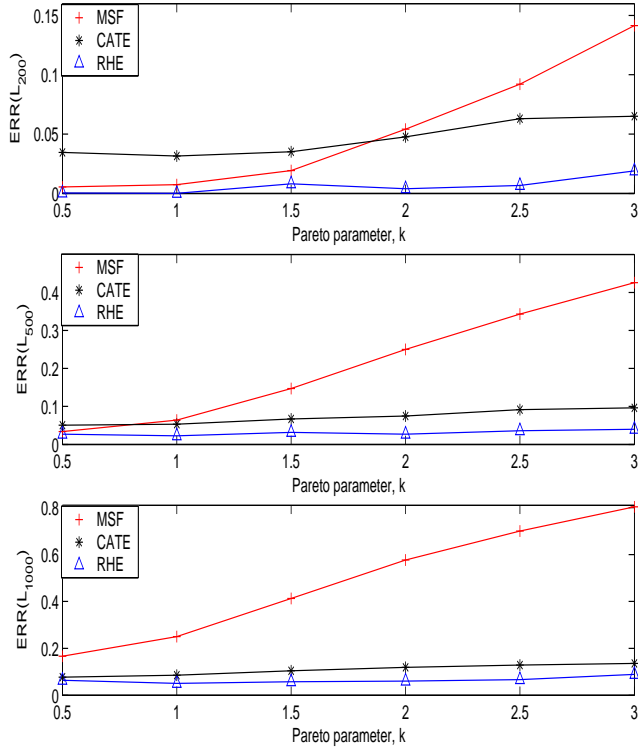 0.15
0.1
0.05
0
ERR(L200)
MSF
CATE
RHE
0.5 1 1.5 2 2.5 3
Pareto parameter, k
0.4
0.3
0.2
0.1
0
ERR(L500)
MSF
CATE
RHE
0.5 1 1.5 2 2.5 3
Pareto parameter, k
0.8
0.6
0.4
0.2
0
ERR(L1000)
MSF
CATE
RHE
0.5 1 1.5 2 2.5 3
Pareto parameter, k